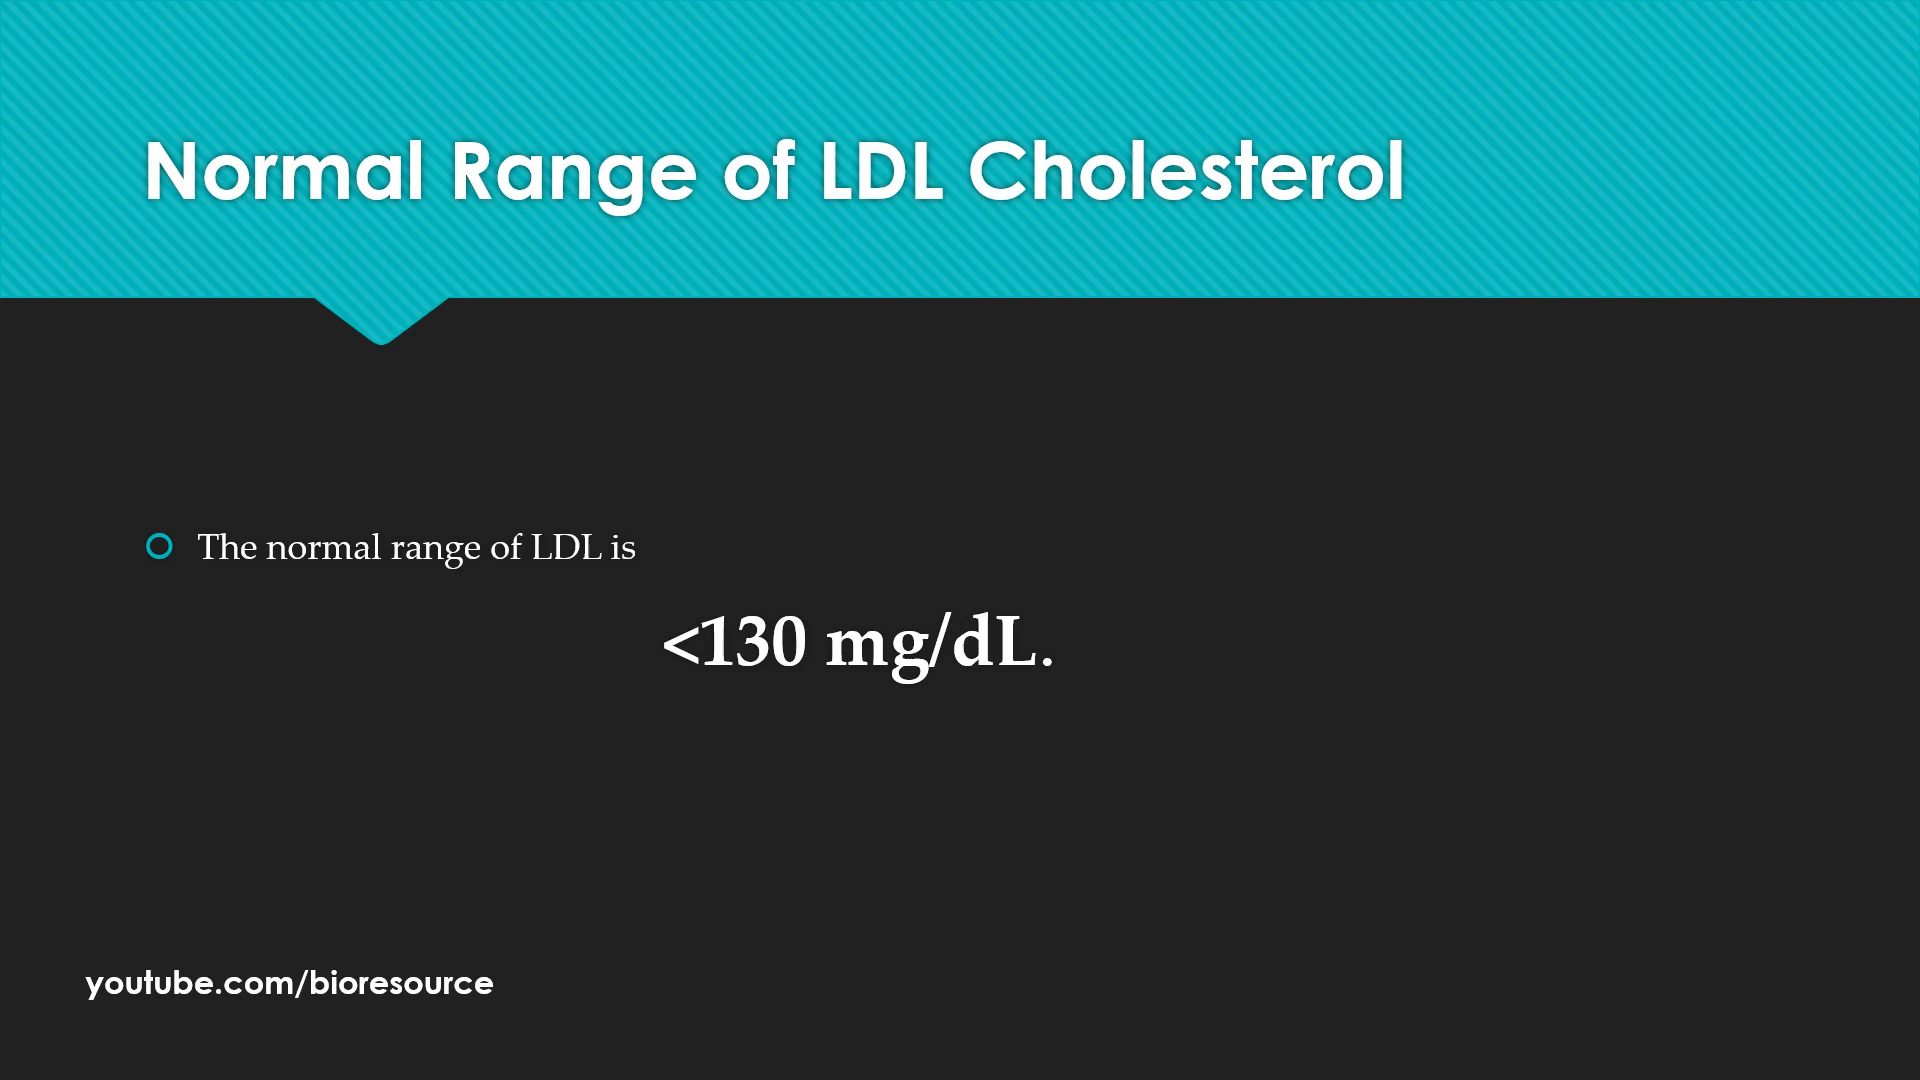 Normal Range of LDL Cholesterol
The normal range of LDL is
<130 mg/dL.
youtube.com/bioresource